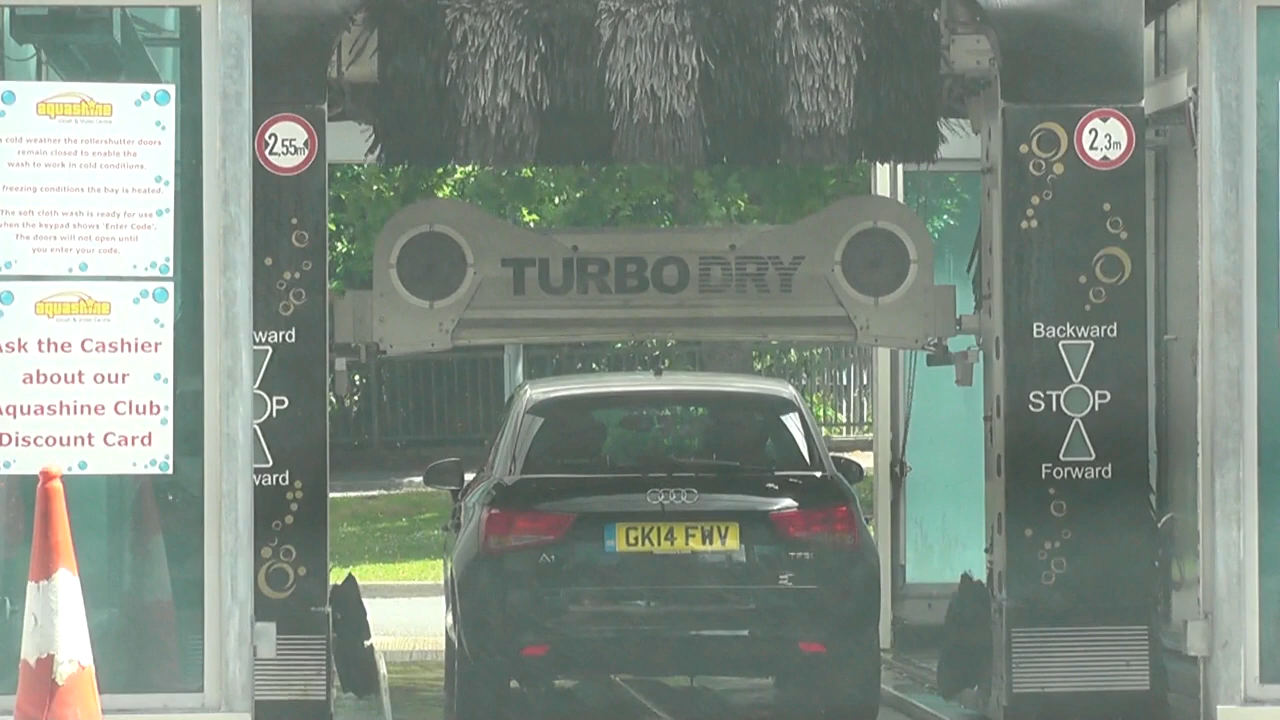 aquashine
cold weather the rollershutter doors
remain closed to enable the
wash to work in cold conditions.
freezing conditions the bay is heated.
The soft cloth wash is ready for use
when the keypad shows 'Enter Code'.
The doors will not open until
you enter your code.
aquashine
Ask the Cashier
about our
Aquashine Club
Discount Card
2,55m
2,3m
TURBO DRY
ward
OP
ward
Backward
STOP
Forward
GK14 FWV
A1
TFSI